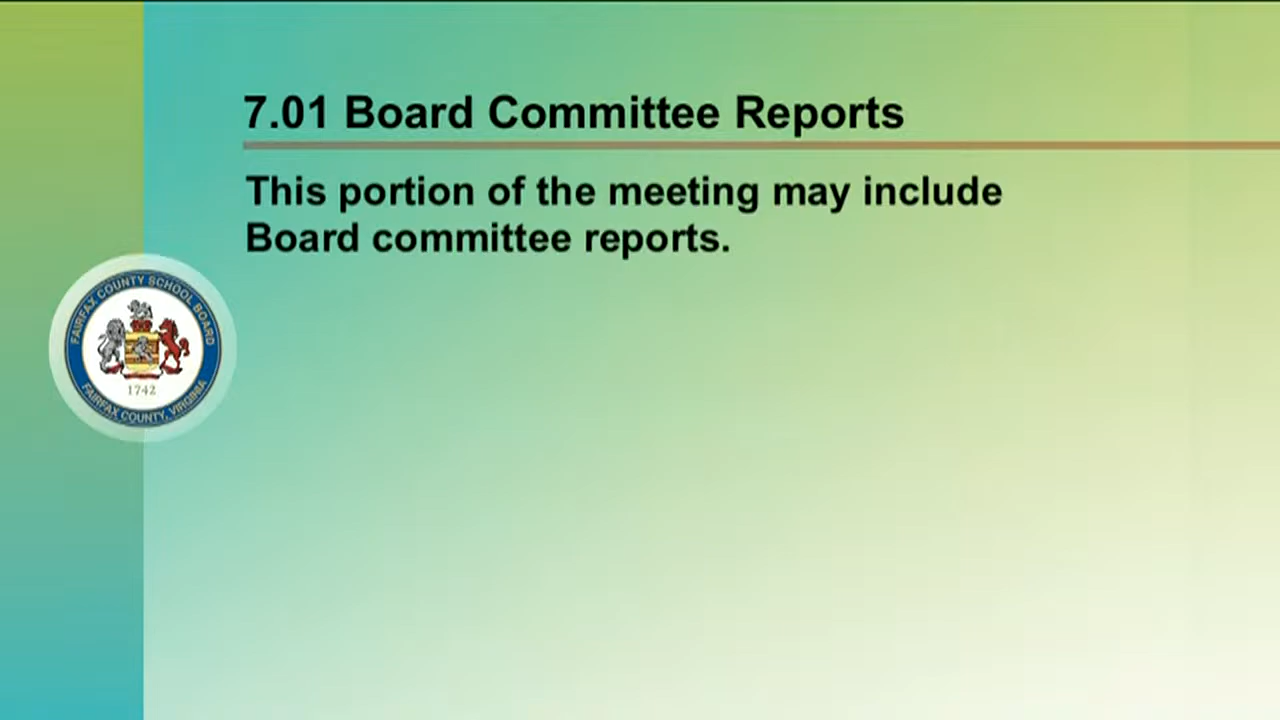 7.01 Board Committee Reports
This portion of the meeting may include
Board committee reports.
FAIRFAX COUNTY SCHOOL BOARD
1742
FAIRFAX COUNTY, VIRGINIA